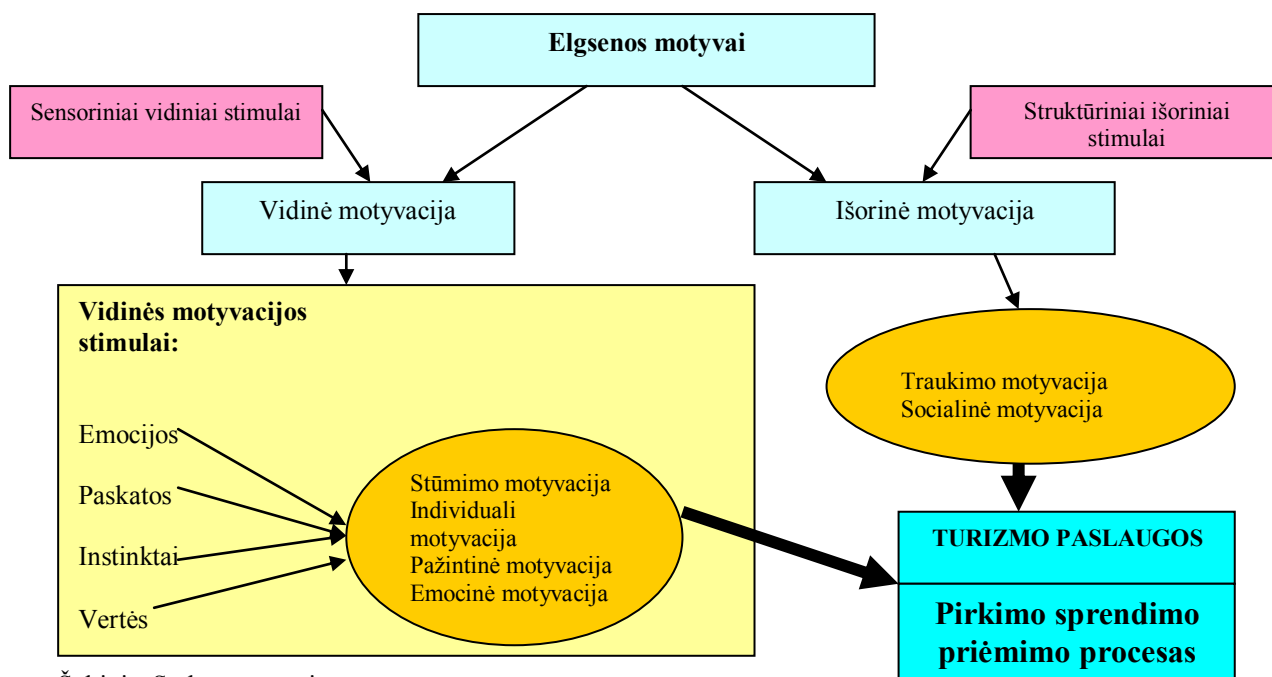 Elgsenos motyvai
Sensoriniai vidiniai stimulai
Struktūriniai išoriniai
stimulai
Vidinė motyvacija
Išorinė motyvacija
Vidinės motyvacijos
stimulai:
Emocijos
Paskatos
Instinktai
Vertės
Stūmimo motyvacija
Individuali
motyvacija
Pažintinė motyvacija
Emocinė motyvacija
Traukimo motyvacija
Socialinė motyvacija
TURIZMO PASLAUGOS
Pirkimo sprendimo
priėmimo procesas